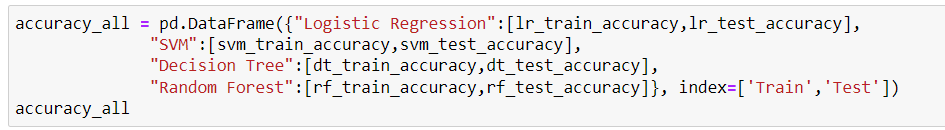 accuracy_all = pd.DataFrame({"Logistic Regression":[lr_train_accuracy,lr_test_accuracy],
"SVM":[svm_train_accuracy,svm_test_accuracy],
"Decision Tree":[dt_train_accuracy,dt_test_accuracy],
"Random Forest":[rf_train_accuracy,rf_test_accuracy]}, index=['Train','Test'])
accuracy_all